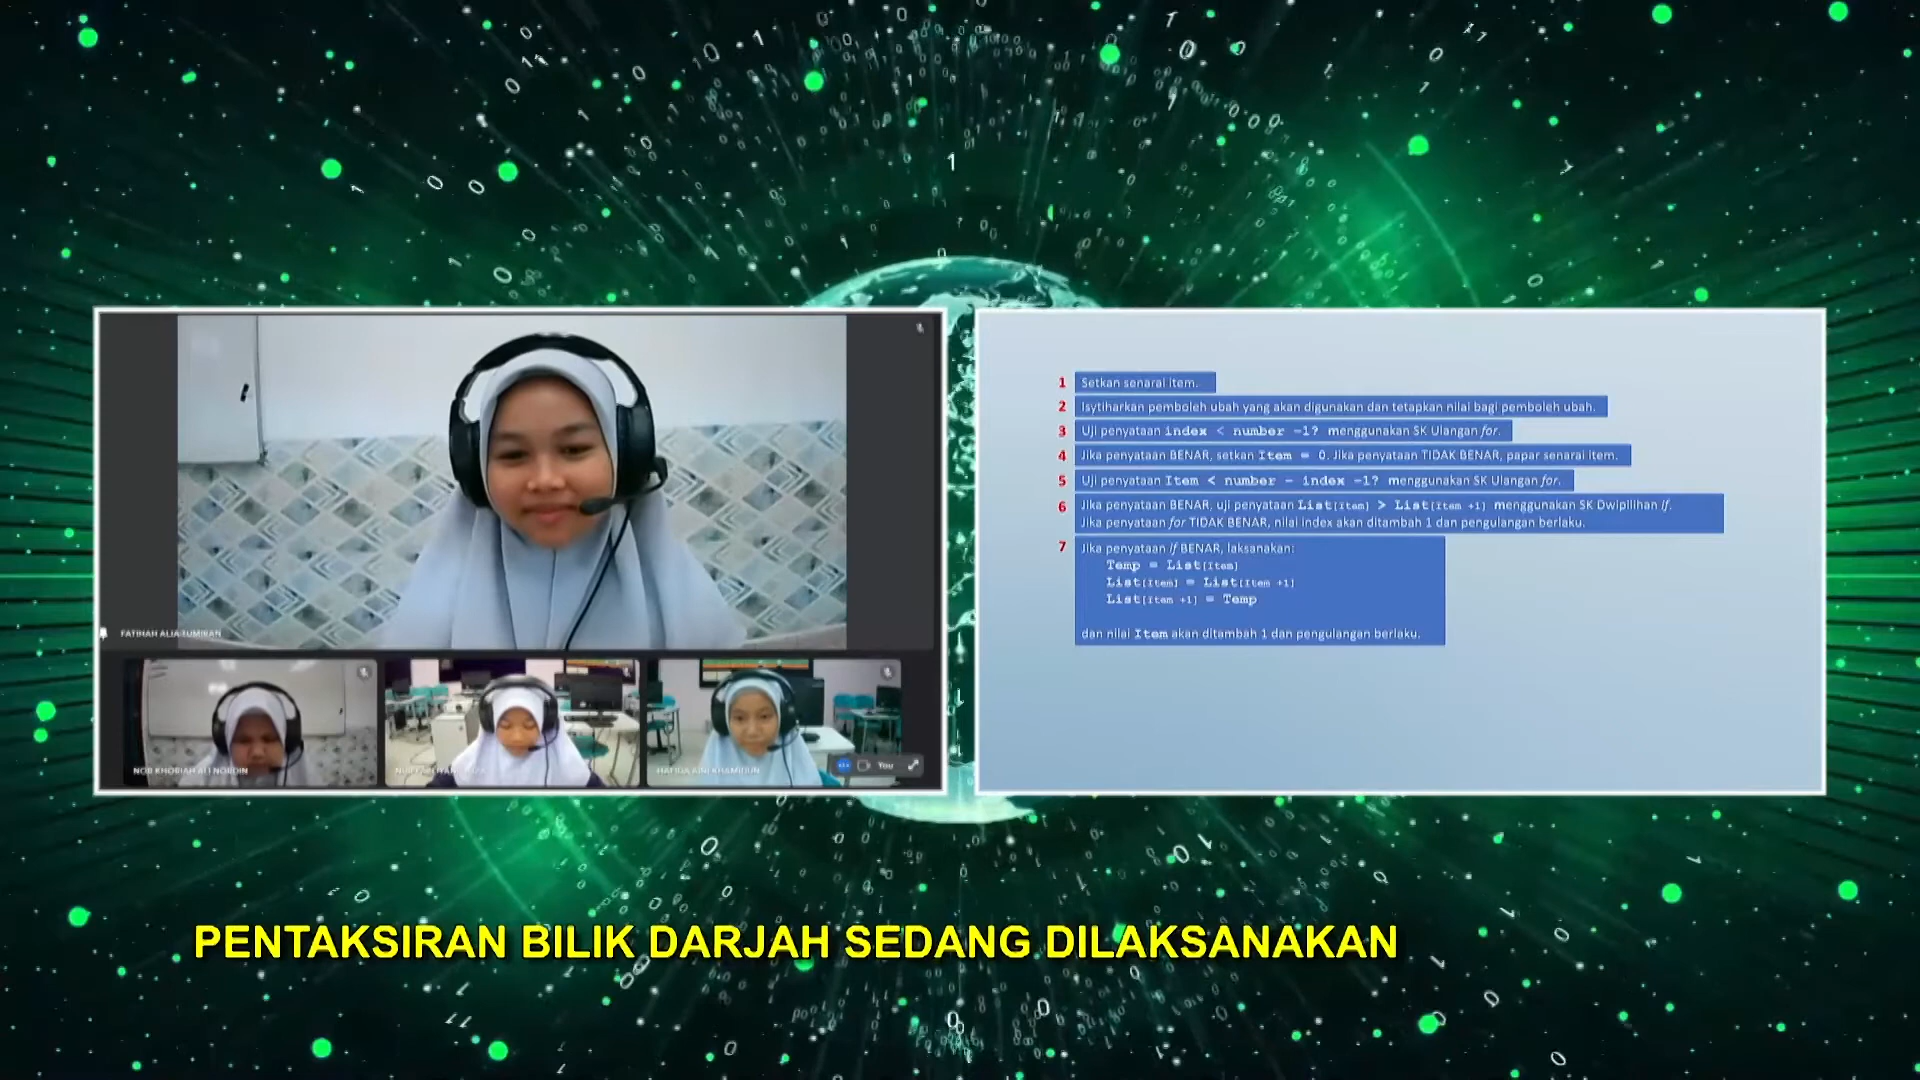 FATIHAH ALIA TUMIRAN
NOR KHORIAH ALI NORDIN
You
1 Setkan senarai item.
2 Isytiharkan pemboleh ubah yang akan digunakan dan tetapkan nilai bagi pemboleh ubah.
3 Uji penyataan index < number -1? menggunakan SK Ulangan for.
4 Jika penyataan BENAR, setkan Item = 0. Jika penyataan TIDAK BENAR, papar senarai item.
5 Uji penyataan Item < number - index -1? menggunakan SK Ulangan for.
6 Jika penyataan BENAR, uji penyataan List[Item] > List[Item +1] menggunakan SK Dwipilihan if.
Jika penyataan for TIDAK BENAR, nilai index akan ditambah 1 dan pengulangan berlaku.
7 Jika penyataan if BENAR, laksanakan:
Temp = List[Item]
List[Item] = List[Item +1]
List[Item +1] = Temp
dan nilai Item akan ditambah 1 dan pengulangan berlaku.
PENTAKSIRAN BILIK DARJAH SEDANG DILAKSANAKAN